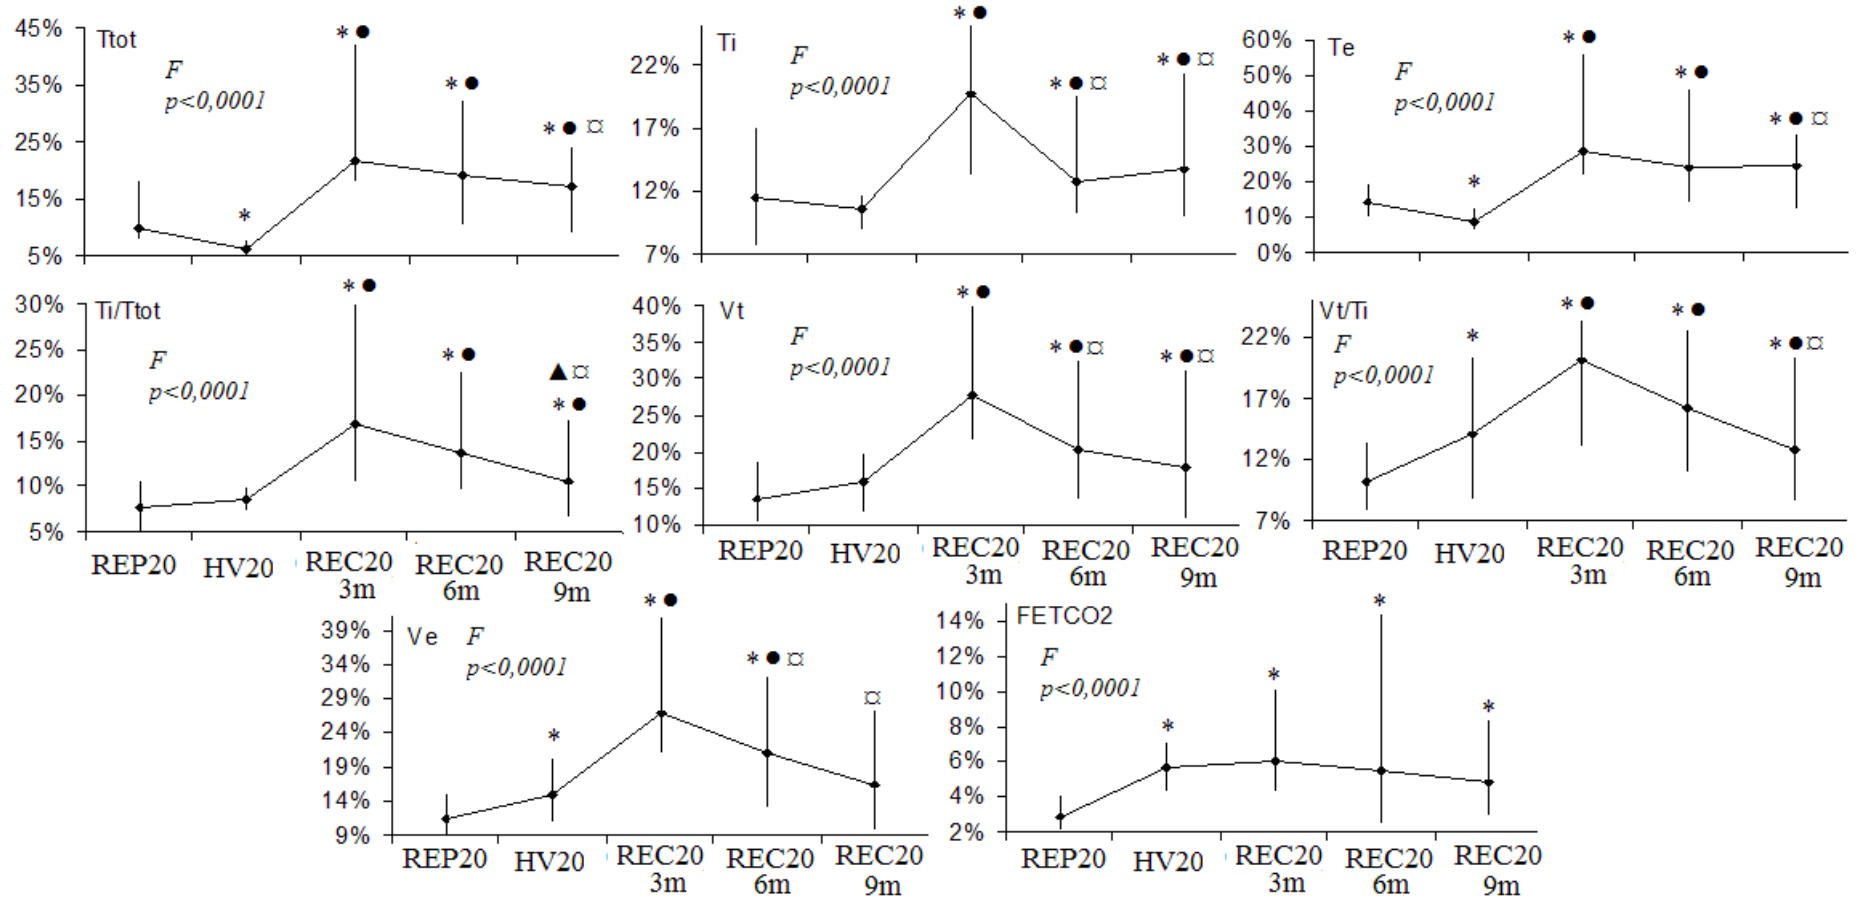 Ttot
F
p<0,0001
* ●
* ●
* ● ¤
*
45%
35%
25%
15%
5%
Ti
F
p<0,0001
* ●
* ● ¤
* ● ¤
22%
17%
12%
7%
Te
F
p<0,0001
* ●
* ●
* ● ¤
*
60%
50%
40%
30%
20%
10%
0%
Ti/Ttot
F
p<0,0001
* ●
* ●
▲ ¤
* ●
30%
25%
20%
15%
10%
5%
REP20 HV20 REC20 3m REC20 6m REC20 9m
Vt
F
p<0,0001
* ●
* ● ¤
* ● ¤
40%
35%
30%
25%
20%
15%
10%
REP20 HV20 REC20 3m REC20 6m REC20 9m
Vt/Ti
F
p<0,0001
*
* ●
* ●
* ● ¤
22%
17%
12%
7%
REP20 HV20 REC20 3m REC20 6m REC20 9m
Ve F
p<0,0001
*
* ●
* ● ¤
¤
39%
34%
29%
24%
19%
14%
9%
REP20 HV20 REC20 3m REC20 6m REC20 9m
FETCO2
F
p<0,0001
*
*
*
*
14%
12%
10%
8%
6%
4%
2%
REP20 HV20 REC20 3m REC20 6m REC20 9m